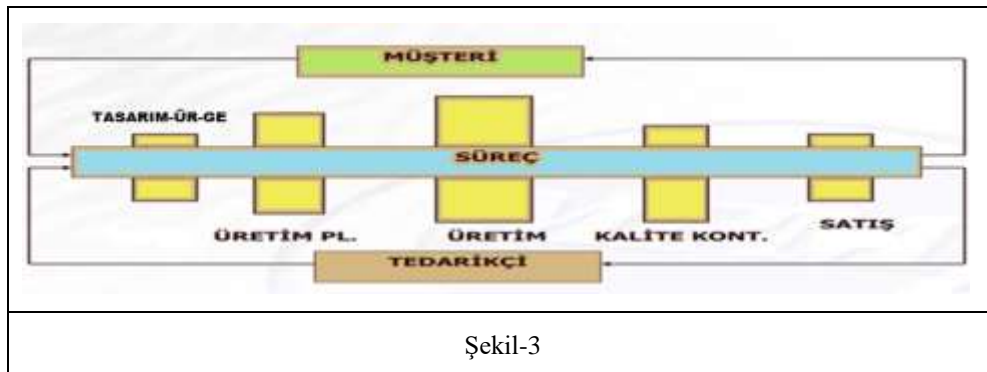 MÜŞTERİ
TASARIM-ÜR-GE
SÜREÇ
ÜRETİM PL.
ÜRETİM
KALİTE KONT.
SATIŞ
TEDARİKÇİ
Şekil-3